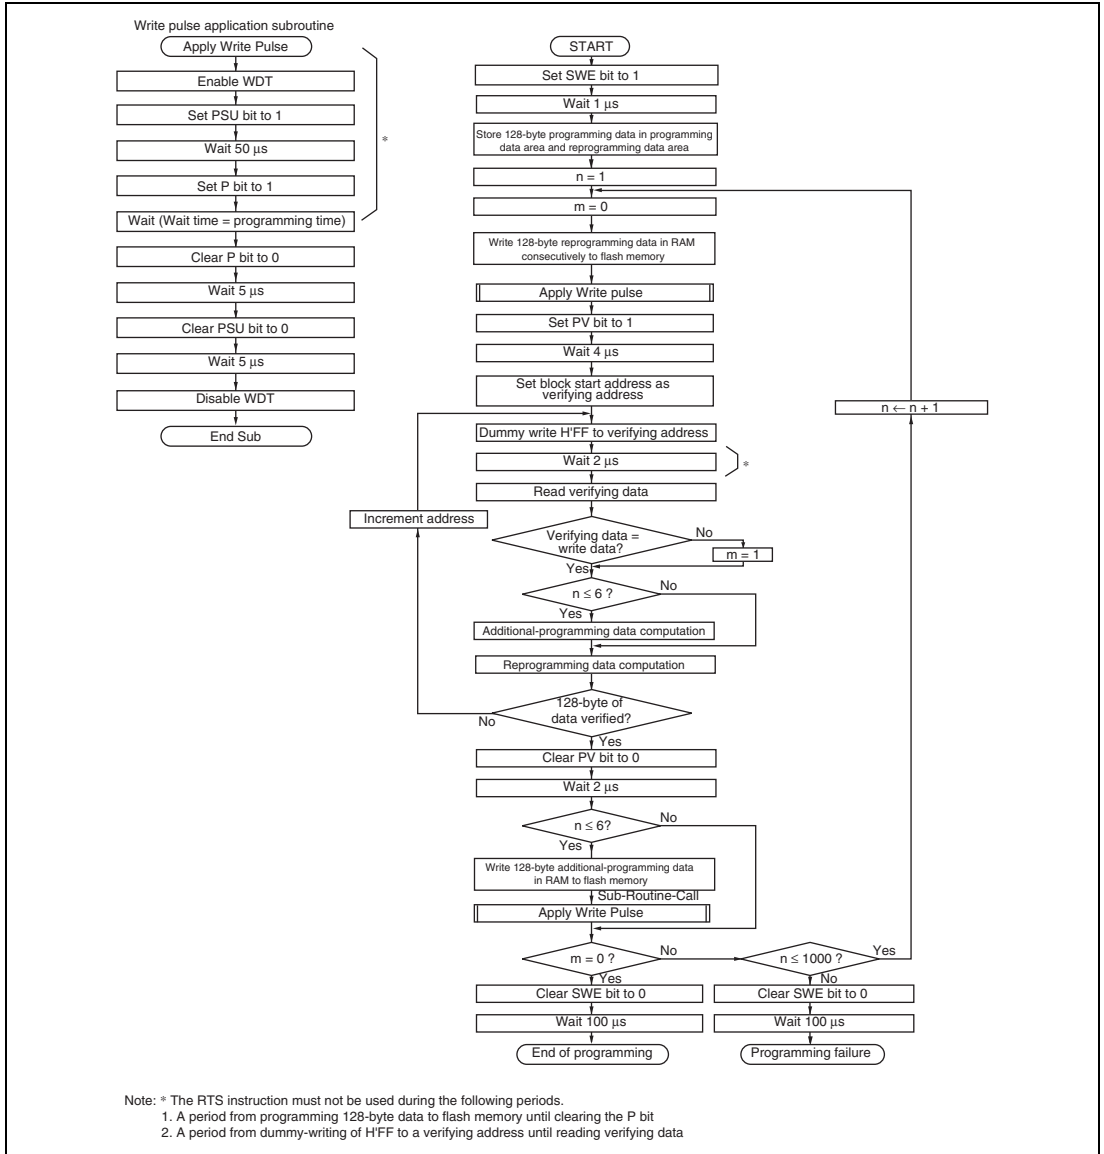 Write pulse application subroutine
Apply Write Pulse
Enable WDT
Set PSU bit to 1
Wait 50 μs
Set P bit to 1
Wait (Wait time = programming time)
Clear P bit to 0
Wait 5 μs
Clear PSU bit to 0
Wait 5 μs
Disable WDT
End Sub
*
START
Set SWE bit to 1
Wait 1 μs
Store 128-byte programming data in programming
data area and reprogramming data area
n = 1
m = 0
Write 128-byte reprogramming data in RAM
consecutively to flash memory
Apply Write pulse
Set PV bit to 1
Wait 4 μs
Set block start address as
verifying address
n ← n + 1
Dummy write H'FF to verifying address
Wait 2 μs
*
Read verifying data
Increment address
Verifying data =
write data?
No
m = 1
Yes
n ≤ 6 ?
No
Yes
Additional-programming data computation
Reprogramming data computation
128-byte of
data verified?
No
Yes
Clear PV bit to 0
Wait 2 μs
n ≤ 6?
No
Yes
Write 128-byte additional-programming data
in RAM to flash memory
Sub-Routine-Call
Apply Write Pulse
m = 0 ?
No
n ≤ 1000 ?
Yes
Yes
No
Clear SWE bit to 0
Clear SWE bit to 0
Wait 100 μs
Wait 100 μs
End of programming
Programming failure
Note: * The RTS instruction must not be used during the following periods.
1. A period from programming 128-byte data to flash memory until clearing the P bit
2. A period from dummy-writing of H'FF to a verifying address until reading verifying data